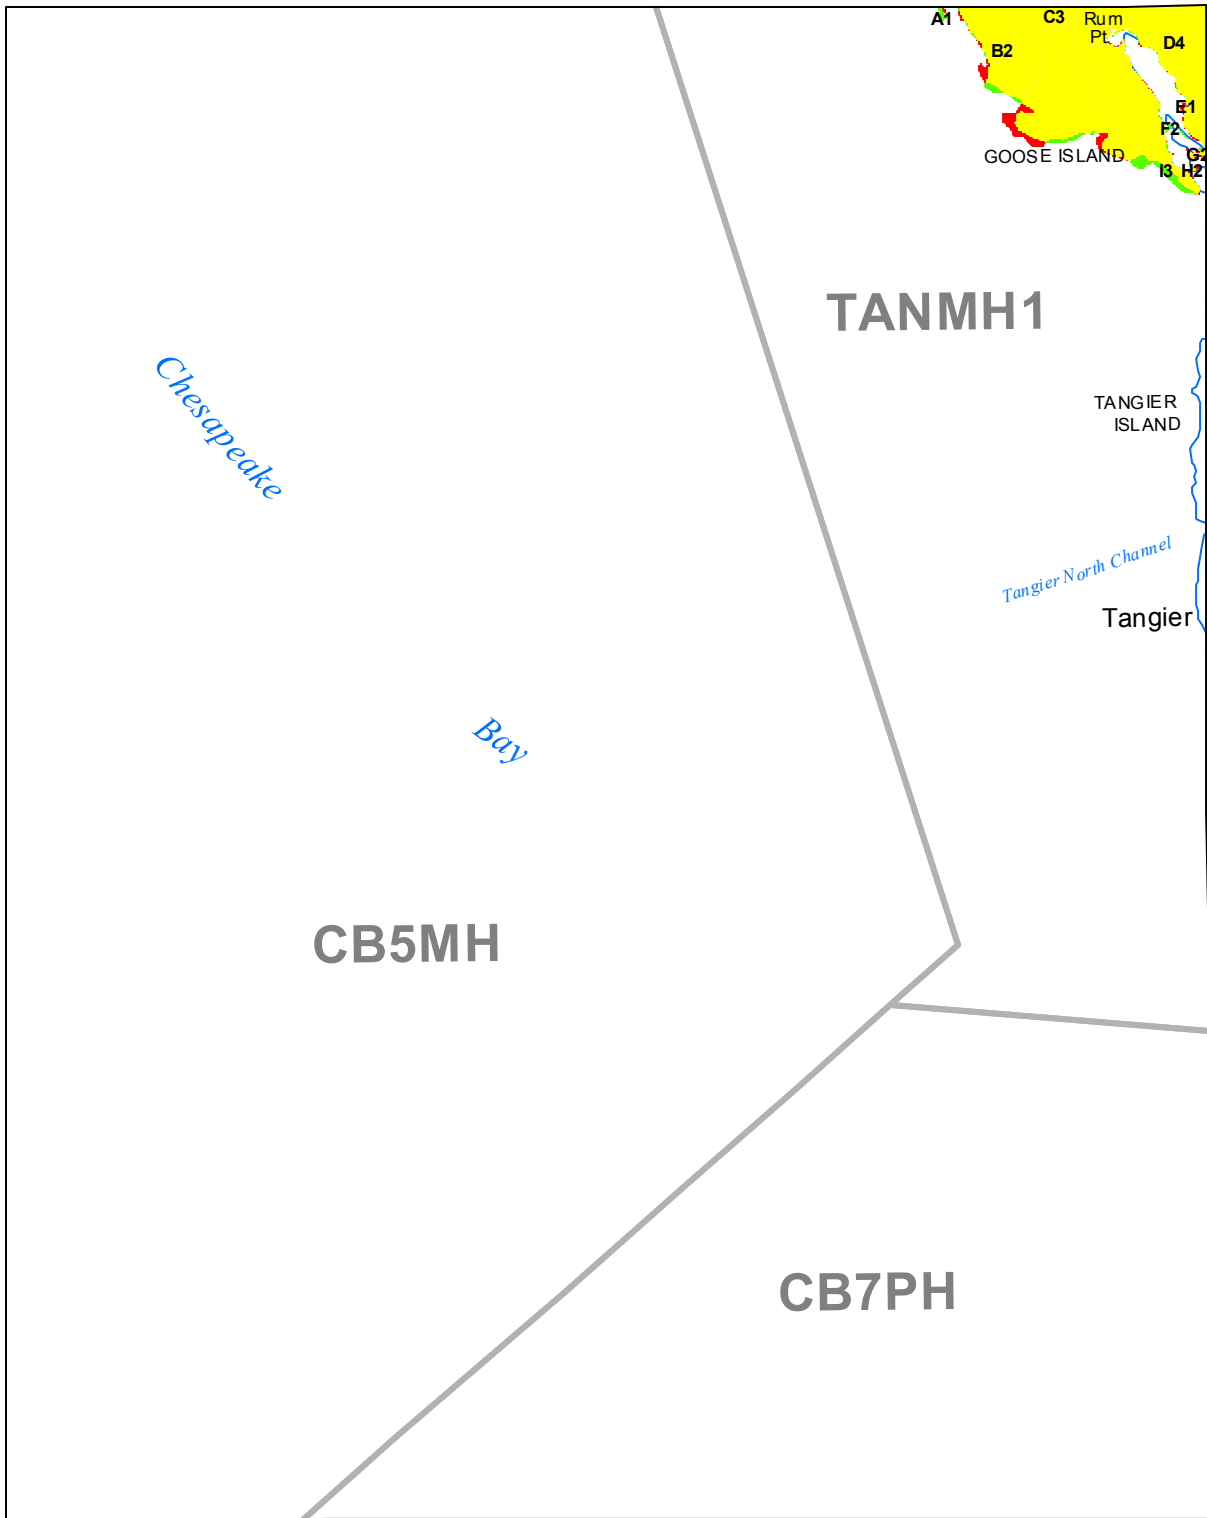 A1
C3
Rum
Pt.
D4
B2
E1
F2
GOOSE ISLAND
G2
I3
H2
TANMH1
Chesapeake
TANGIER
ISLAND
Tangier North Channel
Tangier
Bay
CB5MH
CB7PH